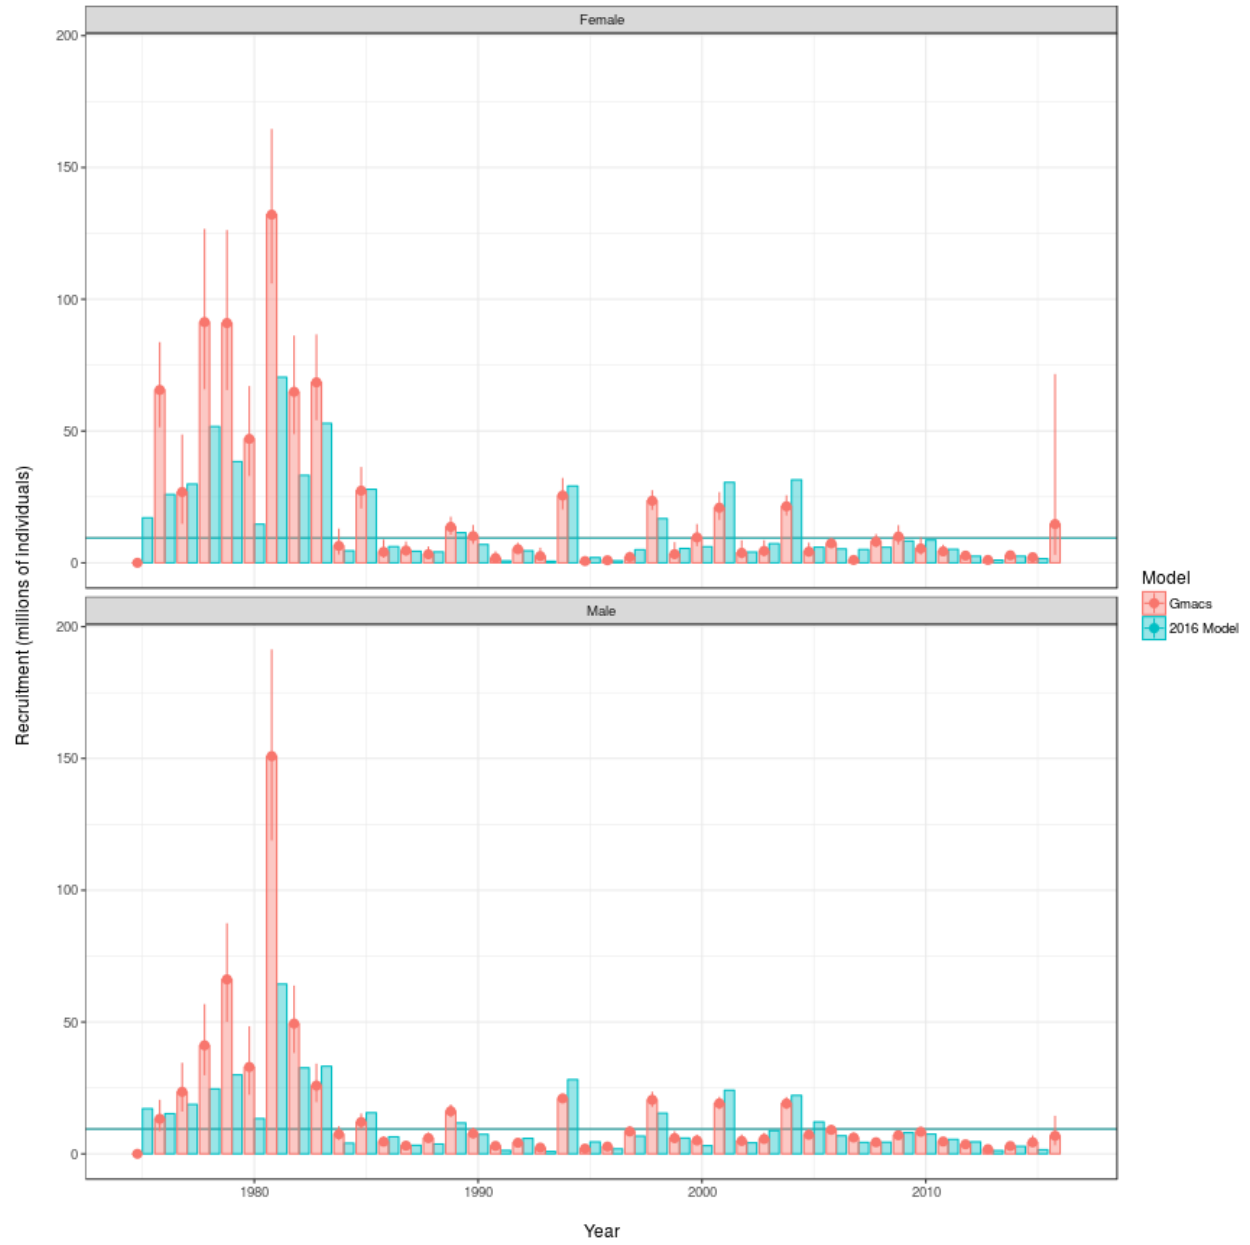 Female
200
150
100
50
0
Male
200
150
100
50
0
1980 1990 2000 2010
Year
Recruitment (millions of individuals)
Model
Gmacs
2016 Model